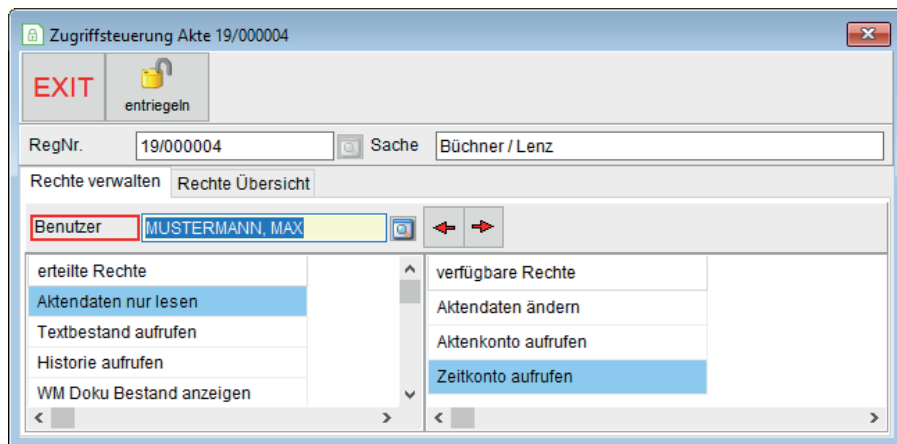 Zugriffsteuerung Akte 19/000004
EXIT
entriegeln
RegNr. 19/000004 Sache Büchner / Lenz
Rechte verwalten Rechte Übersicht
Benutzer MUSTERMANN, MAX
erteilte Rechte
Aktendaten nur lesen
Textbestand aufrufen
Historie aufrufen
WM Doku Bestand anzeigen
verfügbare Rechte
Aktendaten ändern
Aktenkonto aufrufen
Zeitkonto aufrufen